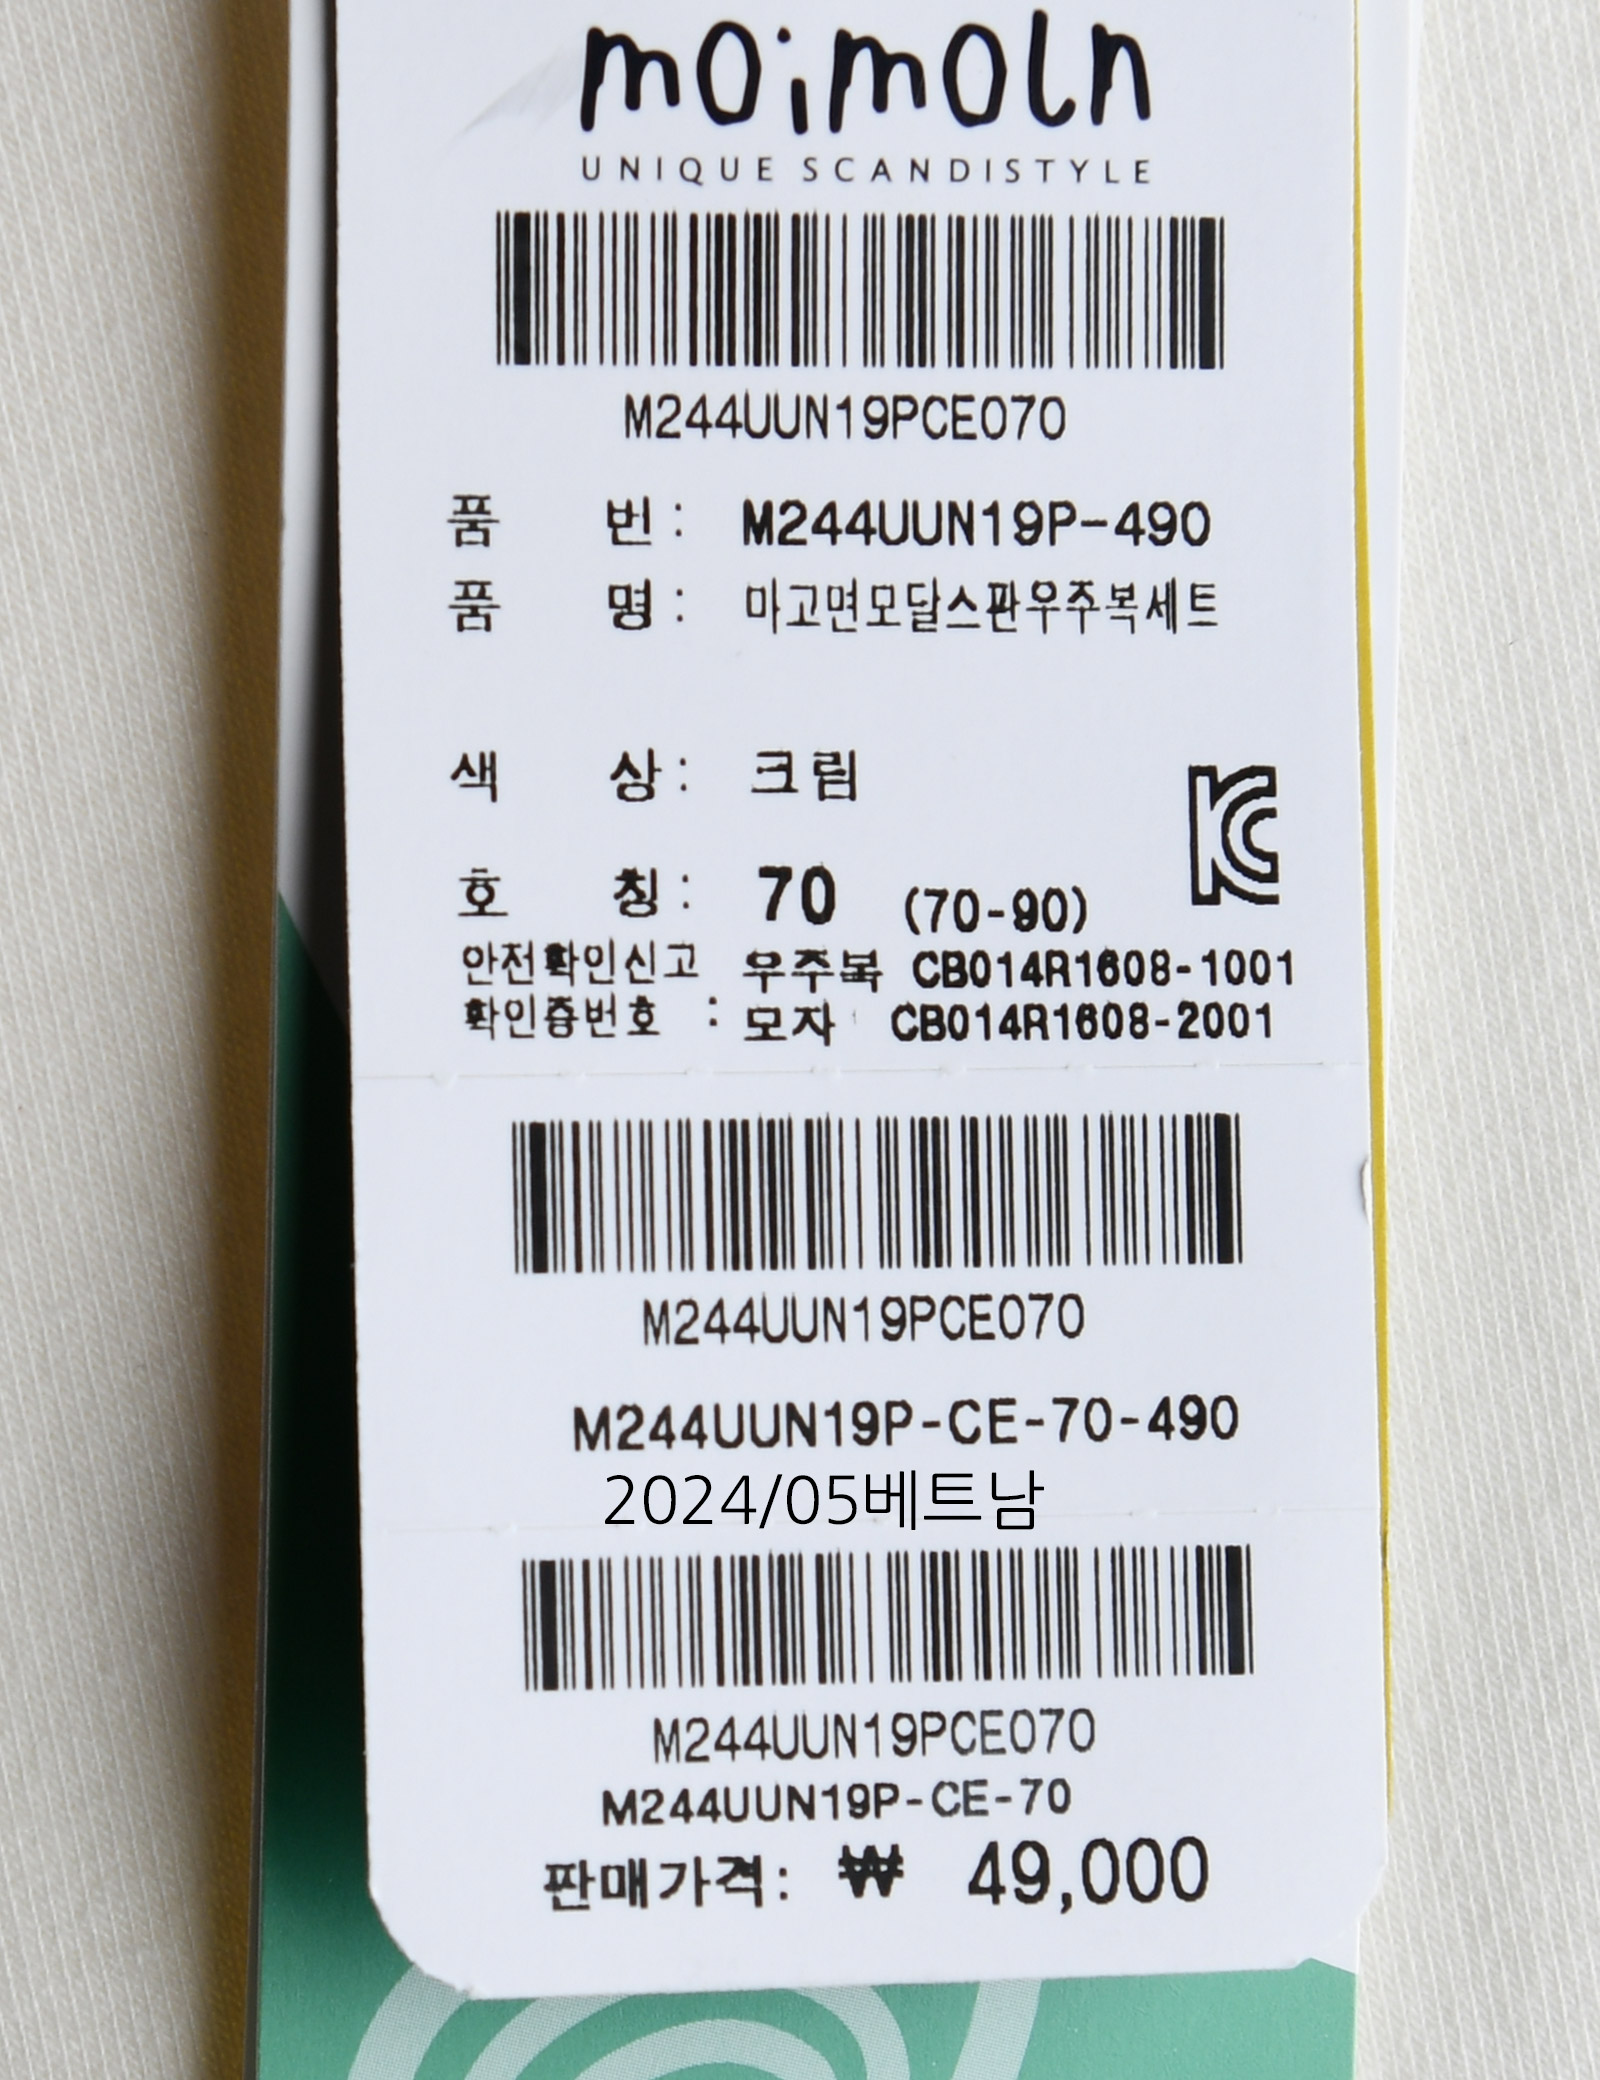 moimoln
UNIQUE SCANDISTYLE
M244UUN19PCE070
품 번: M244UUN19P-490
품 명: 마고면모달스판우주복세트
색 상: 크림
호 칭: 70 (70-90)
안전확인신고 우주복 CB014R1608-1001
확인증번호 : 모자 CB014R1608-2001
M244UUN19PCE070
M244UUN19P-CE-70-490
2024/05베트남
M244UUN19PCE070
M244UUN19P-CE-70
판매가격: ₩ 49,000